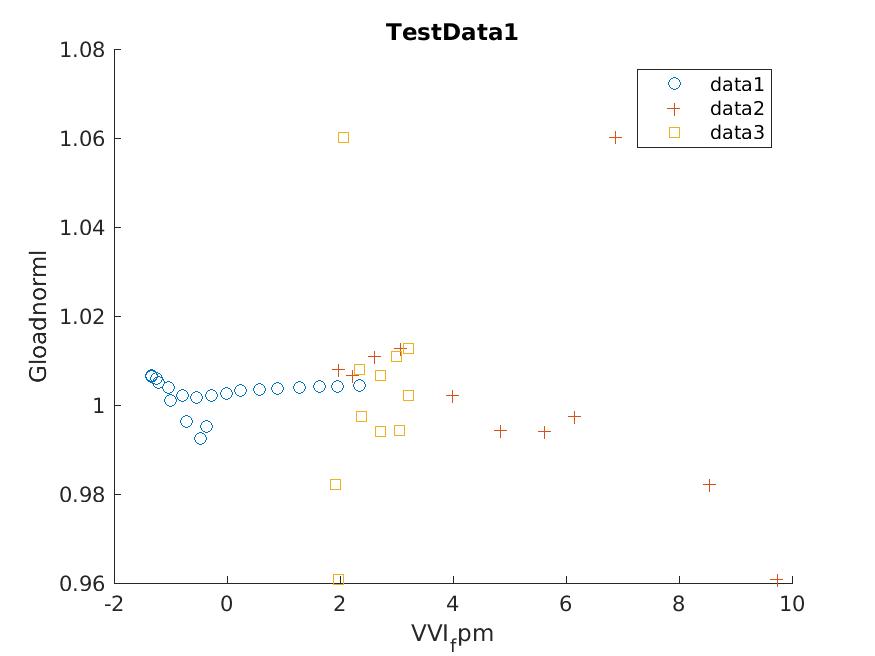 TestData1
1.08
1.06
1.04
1.02
1
0.98
0.96
Gloadnorml
data1
data2
data3
-2 0 2 4 6 8 10
VVI_fpm